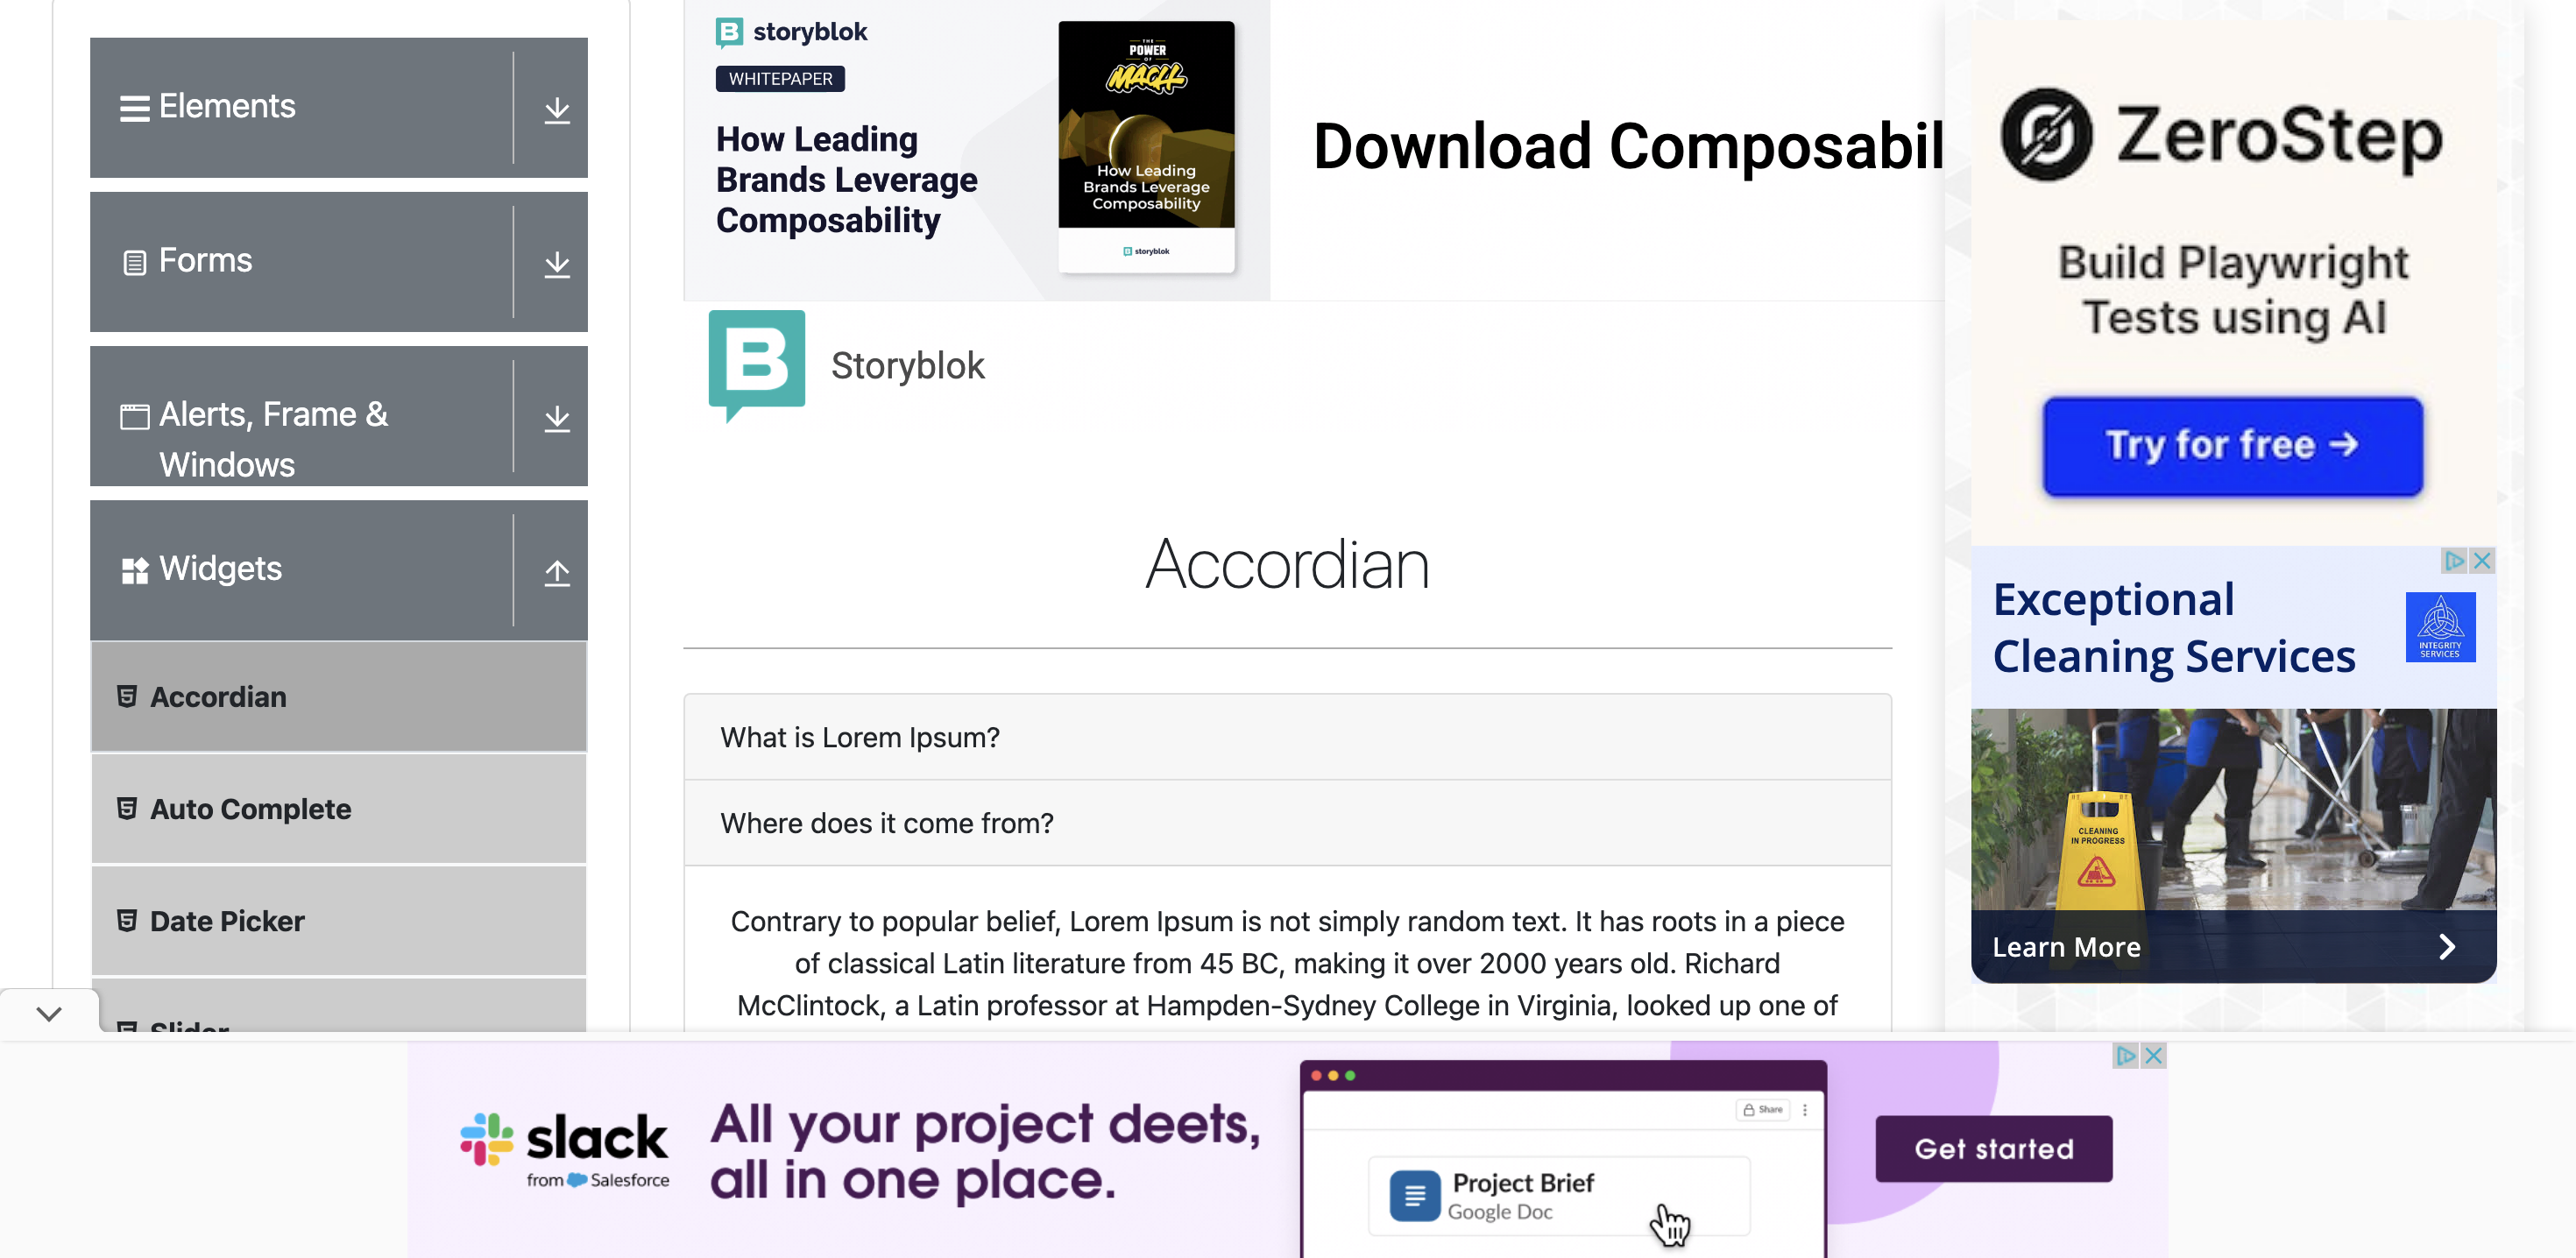 Elements
Forms
Alerts, Frame &
Windows
Widgets
Accordian
Auto Complete
Date Picker
Slider
storyblok
WHITEPAPER
How Leading
Brands Leverage
Composability
THE
POWER
OF
MACH
How Leading
Brands Leverage
Composability
storyblok
Download Composabil
Storyblok
Accordian
What is Lorem Ipsum?
Where does it come from?
Contrary to popular belief, Lorem Ipsum is not simply random text. It has roots in a piece
of classical Latin literature from 45 BC, making it over 2000 years old. Richard
McClintock, a Latin professor at Hampden-Sydney College in Virginia, looked up one of
ZeroStep
Build Playwright
Tests using AI
Try for free →
Exceptional
Cleaning Services
INTEGRITY
SERVICES
CLEANING
IN PROGRESS
Learn More
slack
from Salesforce
All your project deets,
all in one place.
Share
Project Brief
Google Doc
Get started